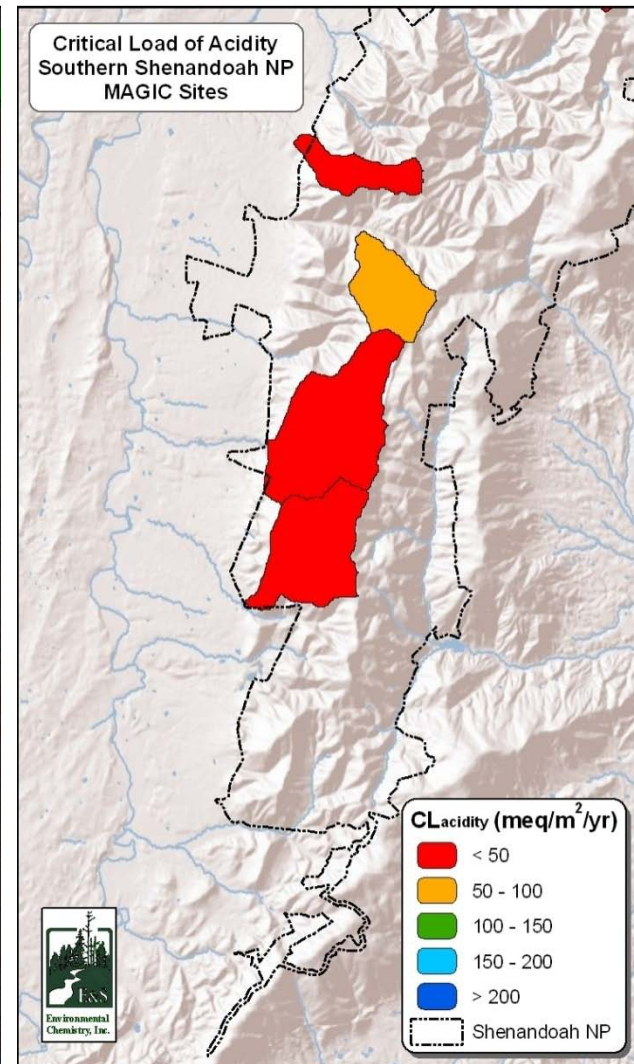 Critical Load of Acidity
Southern Shenandoah NP
MAGIC Sites
CLacidity (meq/m²/yr)
< 50
50 - 100
100 - 150
150 - 200
> 200
Shenandoah NP
E&S
Environmental
Chemistry, Inc.